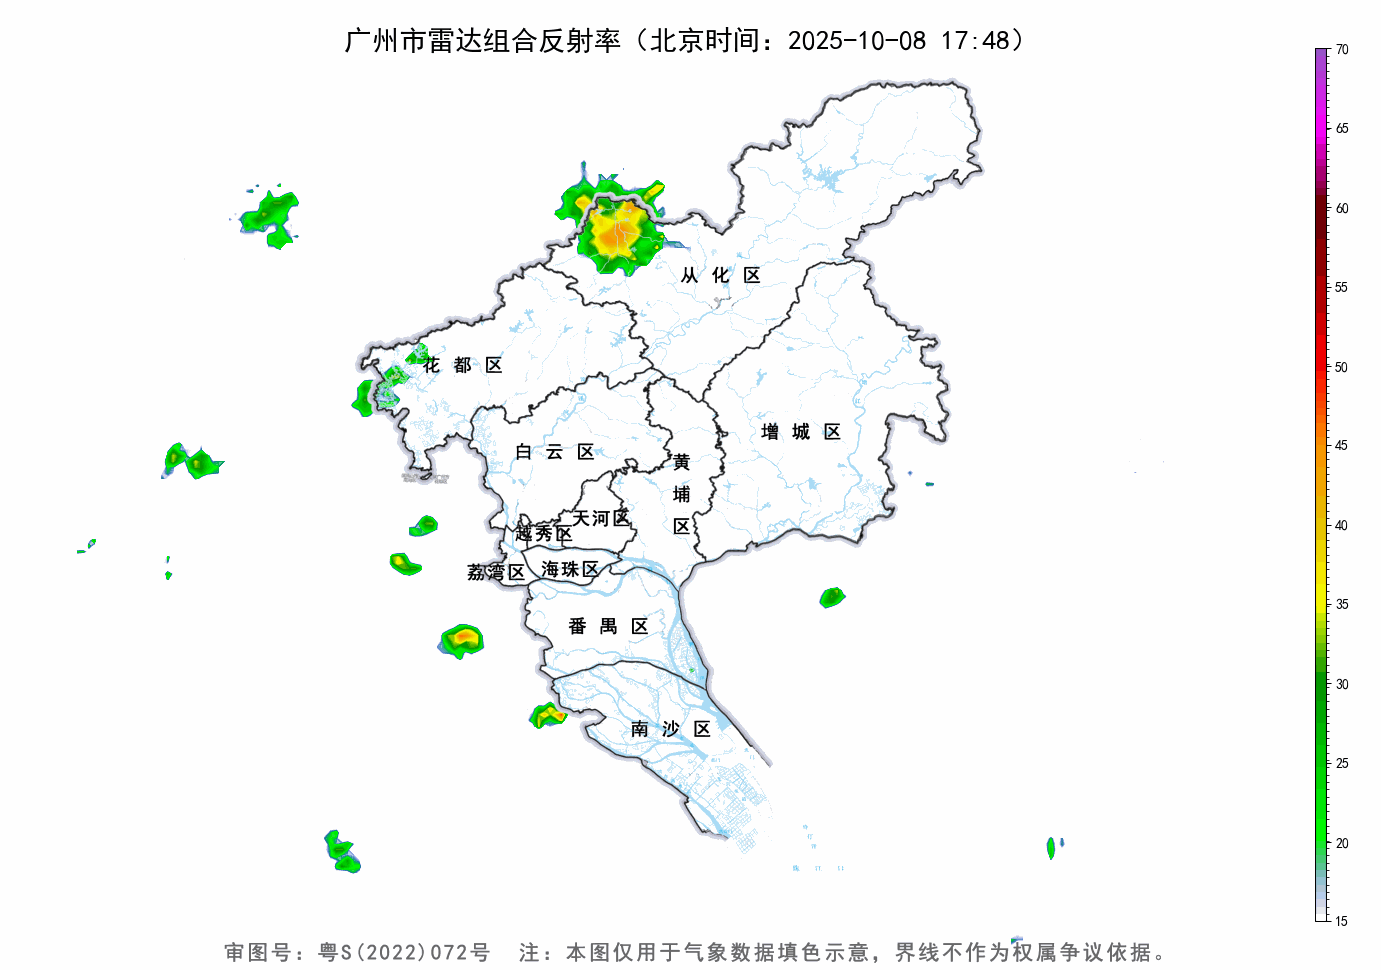 广州市雷达组合反射率（北京时间：2025-10-08 17:48）
70
65
60
55
50
45
40
35
30
25
20
15
从化区
花都区
增城区
白云区
黄埔区
天河区
越秀区
荔湾区
海珠区
番禺区
南沙区
审图号：粤S(2022)072号 注：本图仅用于气象数据填色示意，界线不作为权属争议依据。